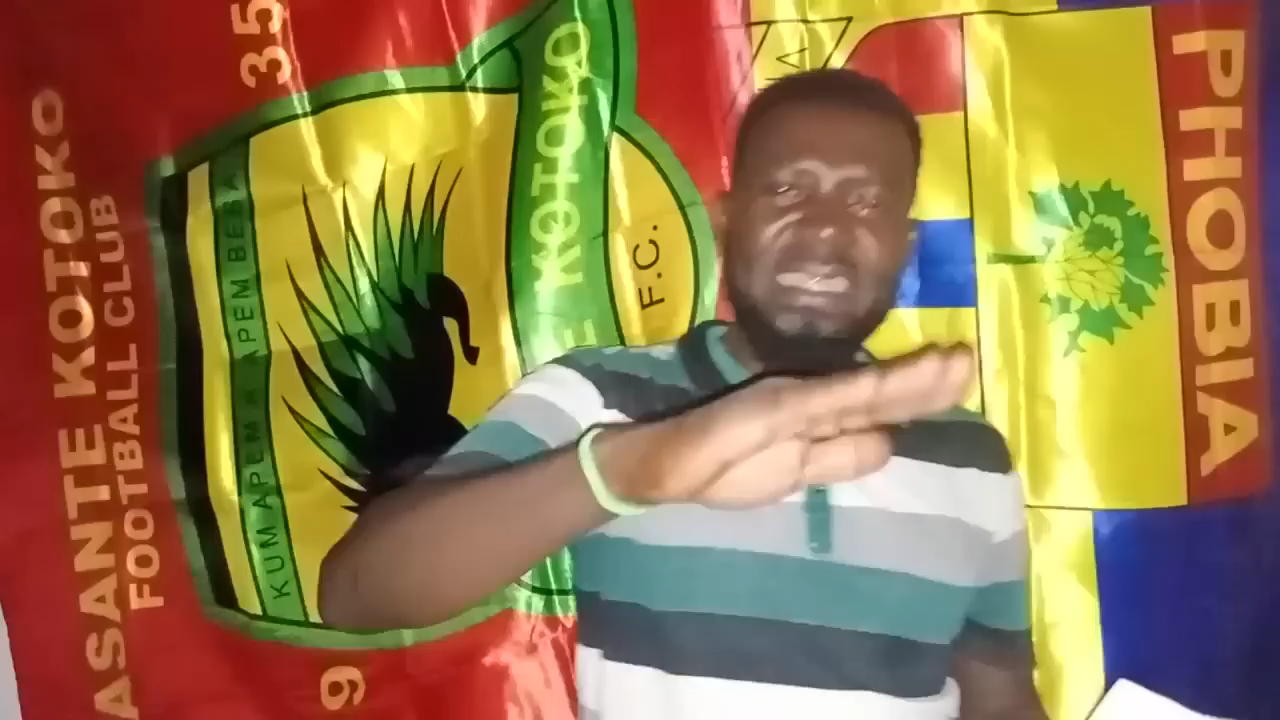 ASANTE KOTOKO
FOOTBALL CLUB
9
35
KUM APEM A APEM BEBA
KOTOKO
F.C.
PHOBIA